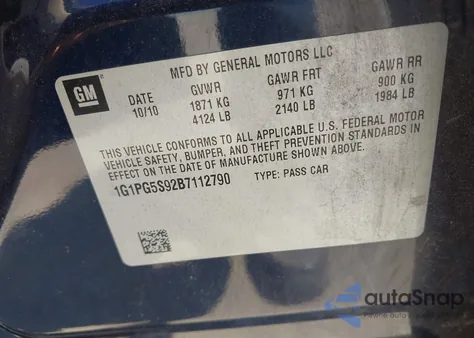 MFD BY GENERAL MOTORS LLC
GM
DATE GVWR GAWR FRT GAWR RR
10/10 1871 KG 971 KG 900 KG
4124 LB 2140 LB 1984 LB
THIS VEHICLE CONFORMS TO ALL APPLICABLE U.S. FEDERAL MOTOR
VEHICLE SAFETY, BUMPER, AND THEFT PREVENTION STANDARDS IN
EFFECT ON THE DATE OF MANUFACTURE SHOWN ABOVE.
1G1PG5S92B7112790 TYPE: PASS CAR
autoSnap